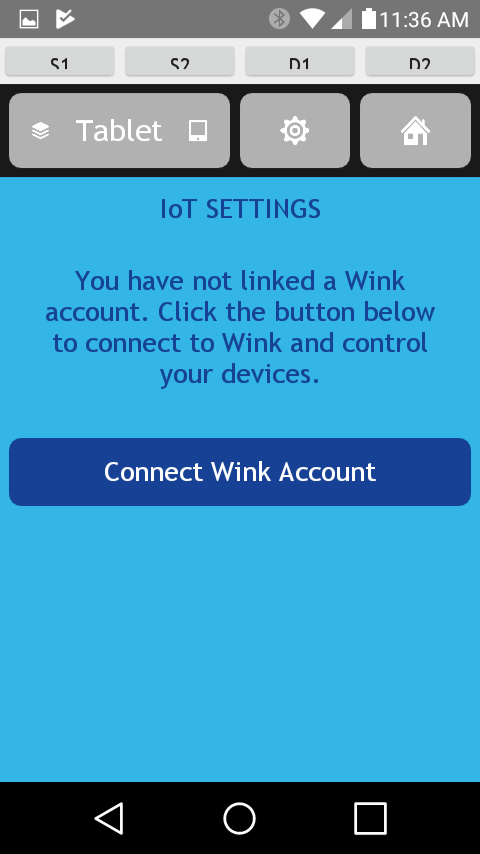 11:36 AM
S1 S2 D1 D2
Tablet
IoT SETTINGS
You have not linked a Wink
account. Click the button below
to connect to Wink and control
your devices.
Connect Wink Account